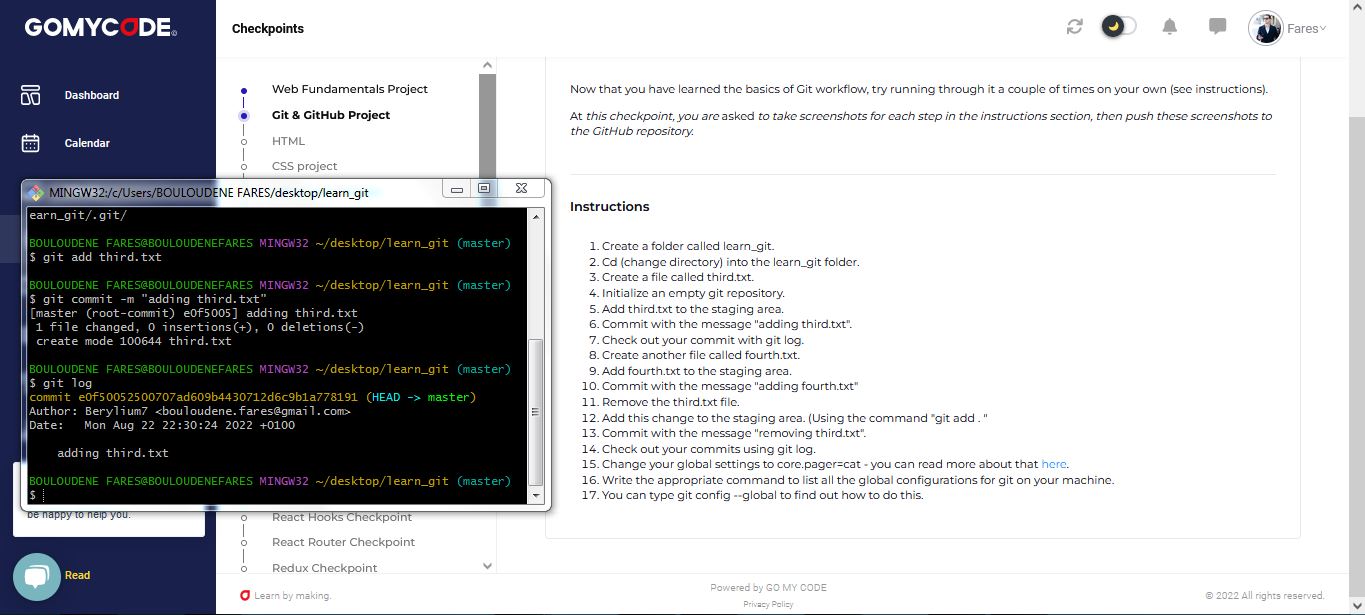 GOMYCODE
Checkpoints
Fares
Dashboard
Calendar
Web Fundamentals Project
Git & GitHub Project
HTML
CSS project
Now that you have learned the basics of Git workflow, try running through it a couple of times on your own (see instructions).
At this checkpoint, you are asked to take screenshots for each step in the instructions section, then push these screenshots to
the GitHub repository.
Instructions
1. Create a folder called learn_git.
2. Cd (change directory) into the learn_git folder.
3. Create a file called third.txt.
4. Initialize an empty git repository.
5. Add third.txt to the staging area.
6. Commit with the message "adding third.txt".
7. Check out your commit with git log.
8. Create another file called fourth.txt.
9. Add fourth.txt to the staging area.
10. Commit with the message "adding fourth.txt"
11. Remove the third.txt file.
12. Add this change to the staging area. (Using the command "git add . "
13. Commit with the message "removing third.txt".
14. Check out your commits using git log.
15. Change your global settings to core.pager=cat - you can read more about that here.
16. Write the appropriate command to list all the global configurations for git on your machine.
17. You can type git config --global to find out how to do this.
MINGW32:/c/Users/BOULOUDENE FARES/desktop/learn_git
earn_git/.git/
BOULOUDENE FARES@BOULOUDENEFARES MINGW32 ~/desktop/learn_git (master)
$ git add third.txt
BOULOUDENE FARES@BOULOUDENEFARES MINGW32 ~/desktop/learn_git (master)
$ git commit -m "adding third.txt"
[master (root-commit) e0f5005] adding third.txt
1 file changed, 0 insertions(+), 0 deletions(-)
create mode 100644 third.txt
BOULOUDENE FARES@BOULOUDENEFARES MINGW32 ~/desktop/learn_git (master)
$ git log
commit e0f50052500707ad609b4430712d6c9b1a778191 (HEAD -> master)
Author: Berylium7 <bouloudene.fares@gmail.com>
Date: Mon Aug 22 22:30:24 2022 +0100
adding third.txt
BOULOUDENE FARES@BOULOUDENEFARES MINGW32 ~/desktop/learn_git (master)
$
be happy to help you.
Read
React Hooks Checkpoint
React Router Checkpoint
Redux Checkpoint
Learn by making.
Powered by GO MY CODE
Privacy Policy
© 2022 All rights reserved.